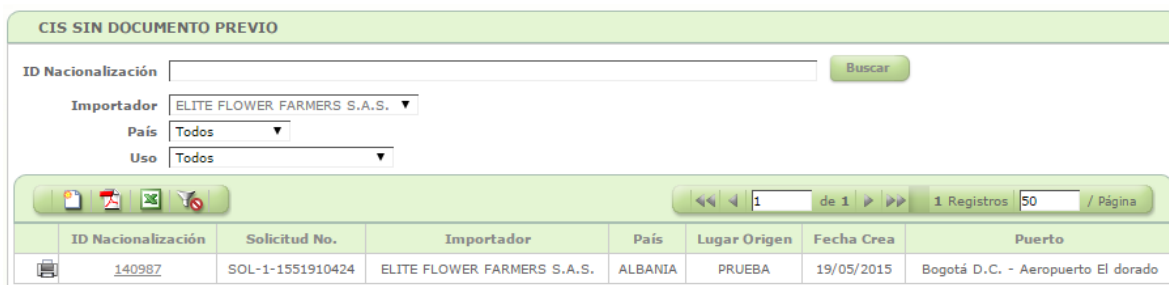 CIS SIN DOCUMENTO PREVIO
ID Nacionalización Buscar
Importador ELITE FLOWER FARMERS S.A.S.
País Todos
Uso Todos
1 de 1 1 Registros 50 / Página
ID Nacionalización Solicitud No. Importador País Lugar Origen Fecha Crea Puerto
140987 SOL-1-1551910424 ELITE FLOWER FARMERS S.A.S. ALBANIA PRUEBA 19/05/2015 Bogotá D.C. - Aeropuerto El dorado